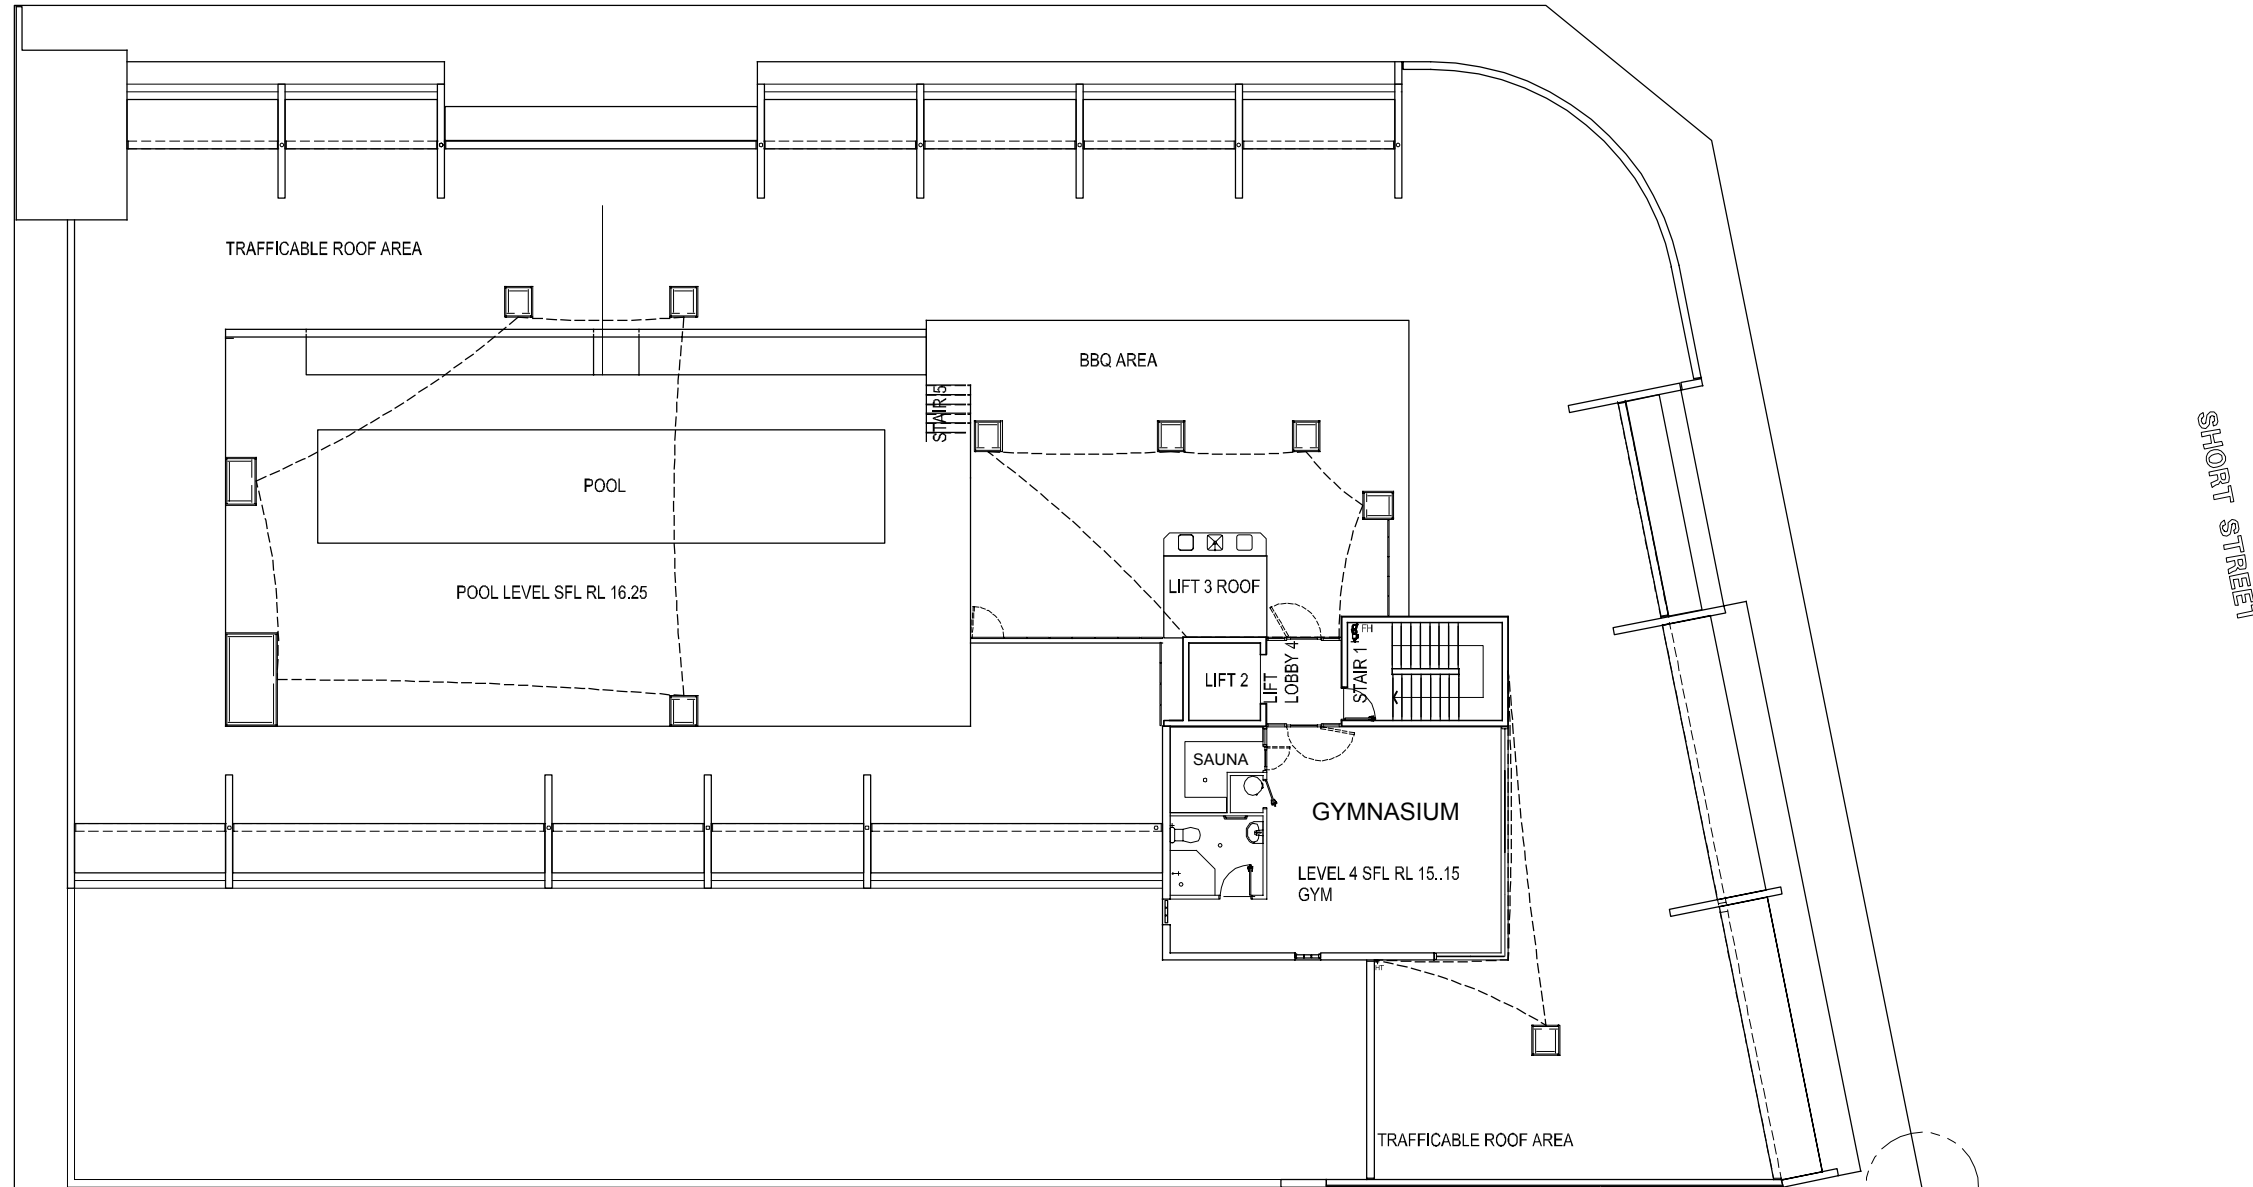 TRAFFICABLE ROOF AREA
BBQ AREA
STAIR 5
SHORT STREET
POOL
POOL LEVEL SFL RL 16.25
LIFT 3 ROOF
FH
LIFT 2
LIFT
LOBBY 4
STAIR 1
SAUNA
GYMNASIUM
LEVEL 4 SFL RL 15..15
GYM
HT
TRAFFICABLE ROOF AREA